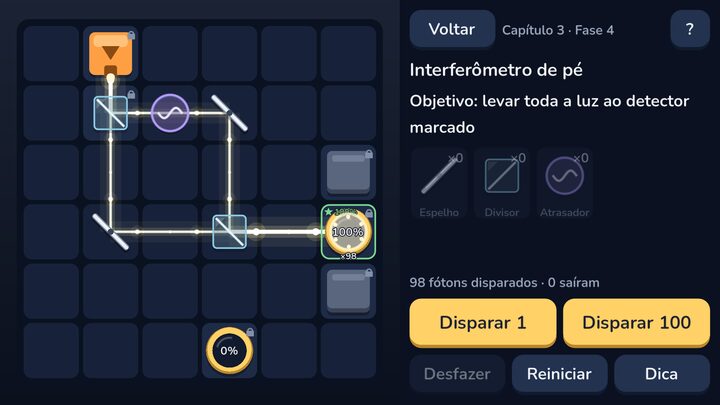 Voltar
Capítulo 3 · Fase 4
?
Interferômetro de pé
Objetivo: levar toda a luz ao detector
marcado
×0
×0
×0
Espelho
Divisor
Atrasador
100%
×98
0%
98 fótons disparados · 0 saíram
Disparar 1
Disparar 100
Desfazer
Reiniciar
Dica